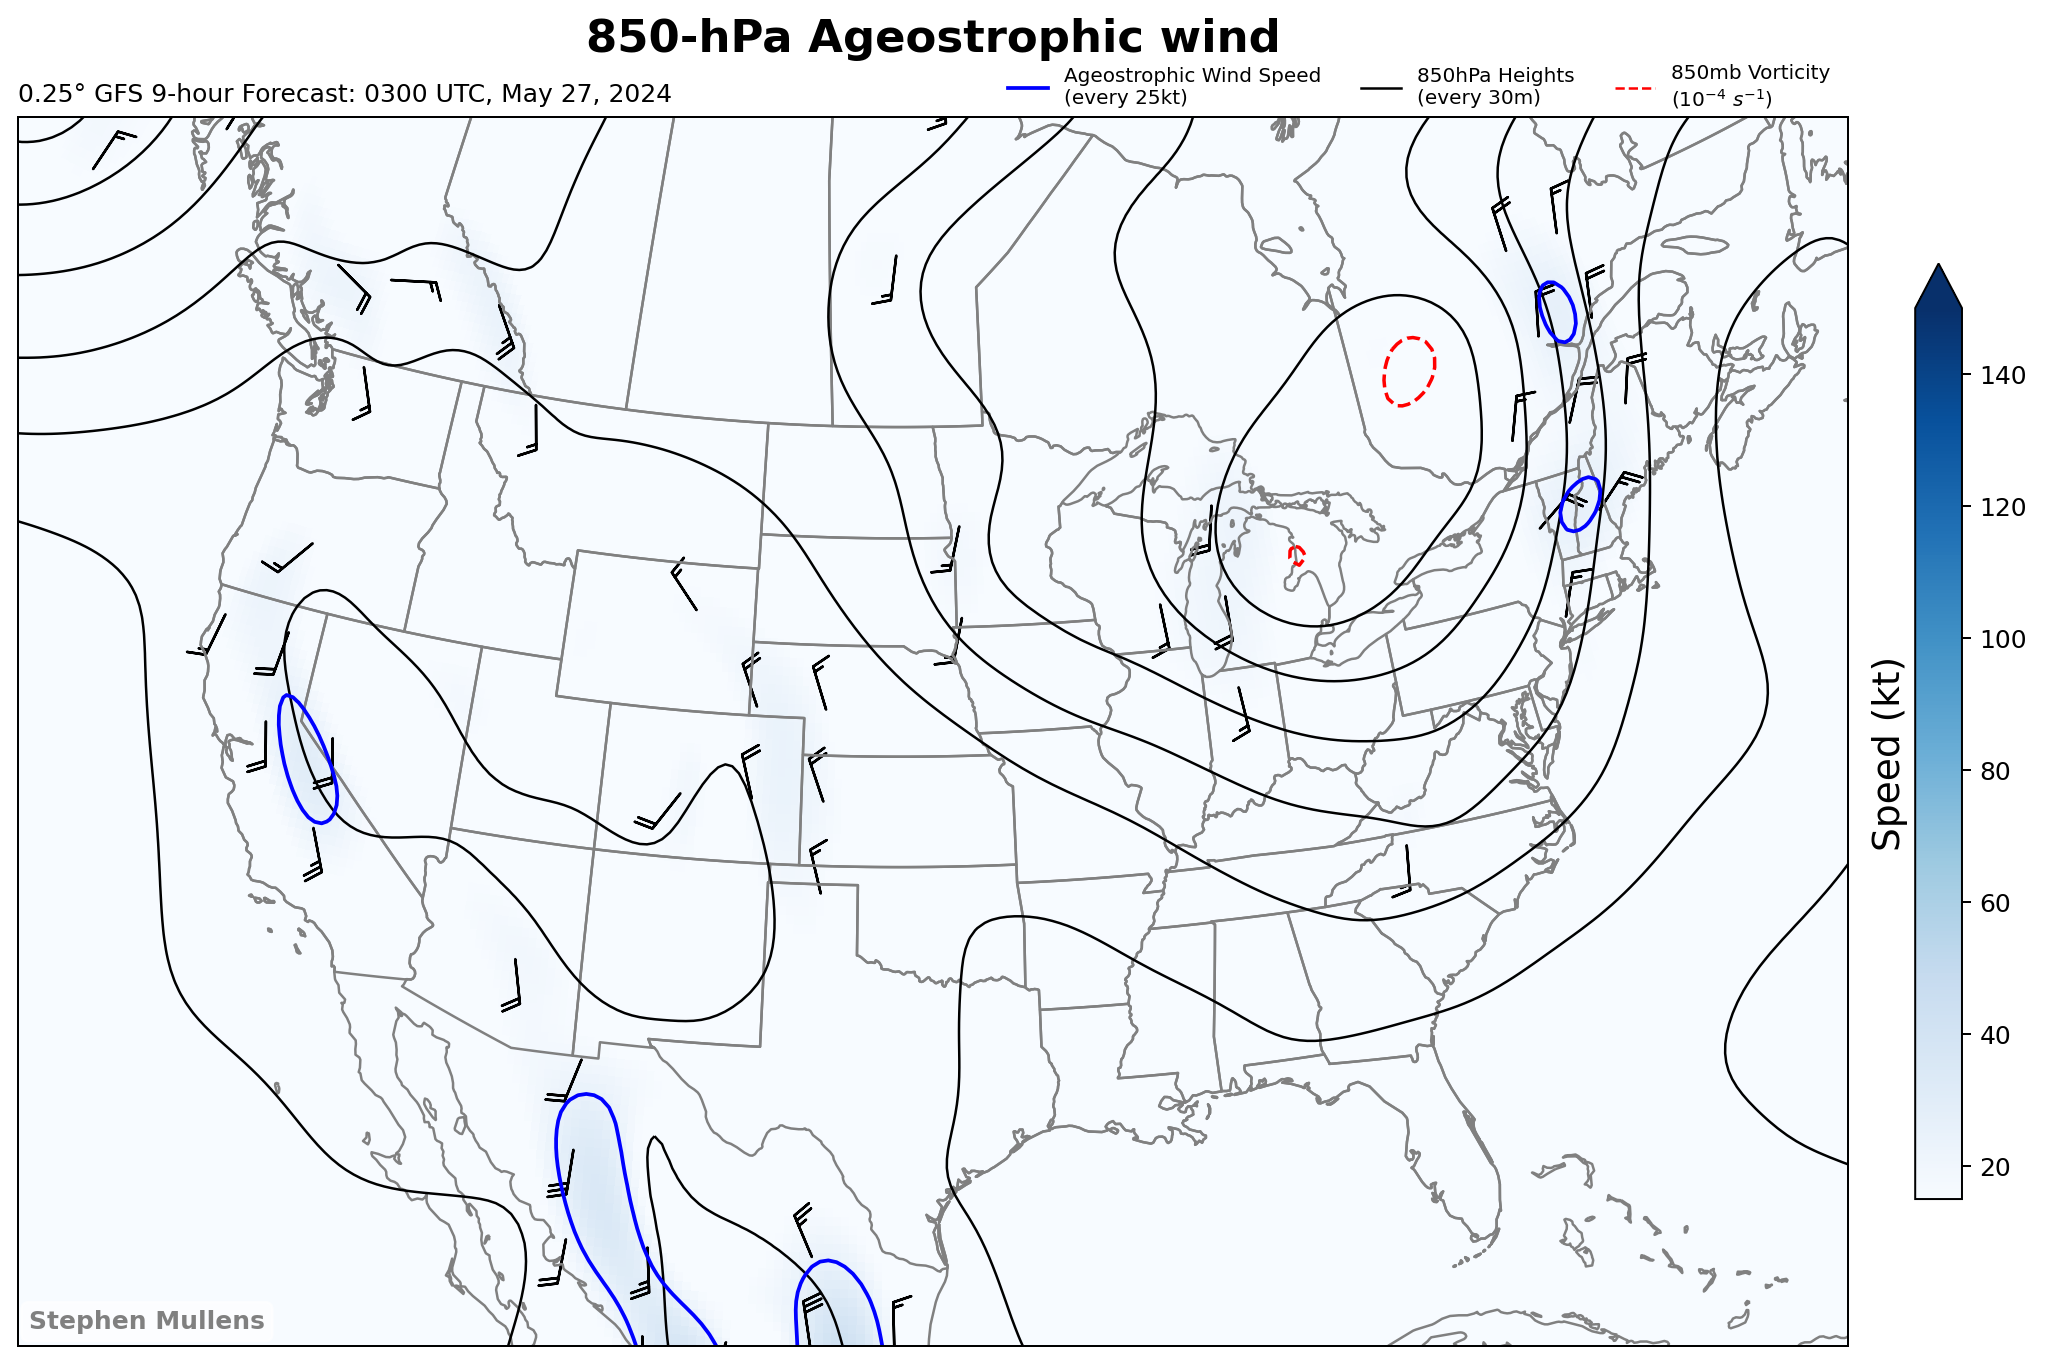 850-hPa Ageostrophic wind
0.25° GFS 9-hour Forecast: 0300 UTC, May 27, 2024
Ageostrophic Wind Speed
(every 25kt)
850hPa Heights
(every 30m)
850mb Vorticity
(10⁻⁴ s⁻¹)
140
120
100
80
60
40
20
Speed (kt)
Stephen Mullens